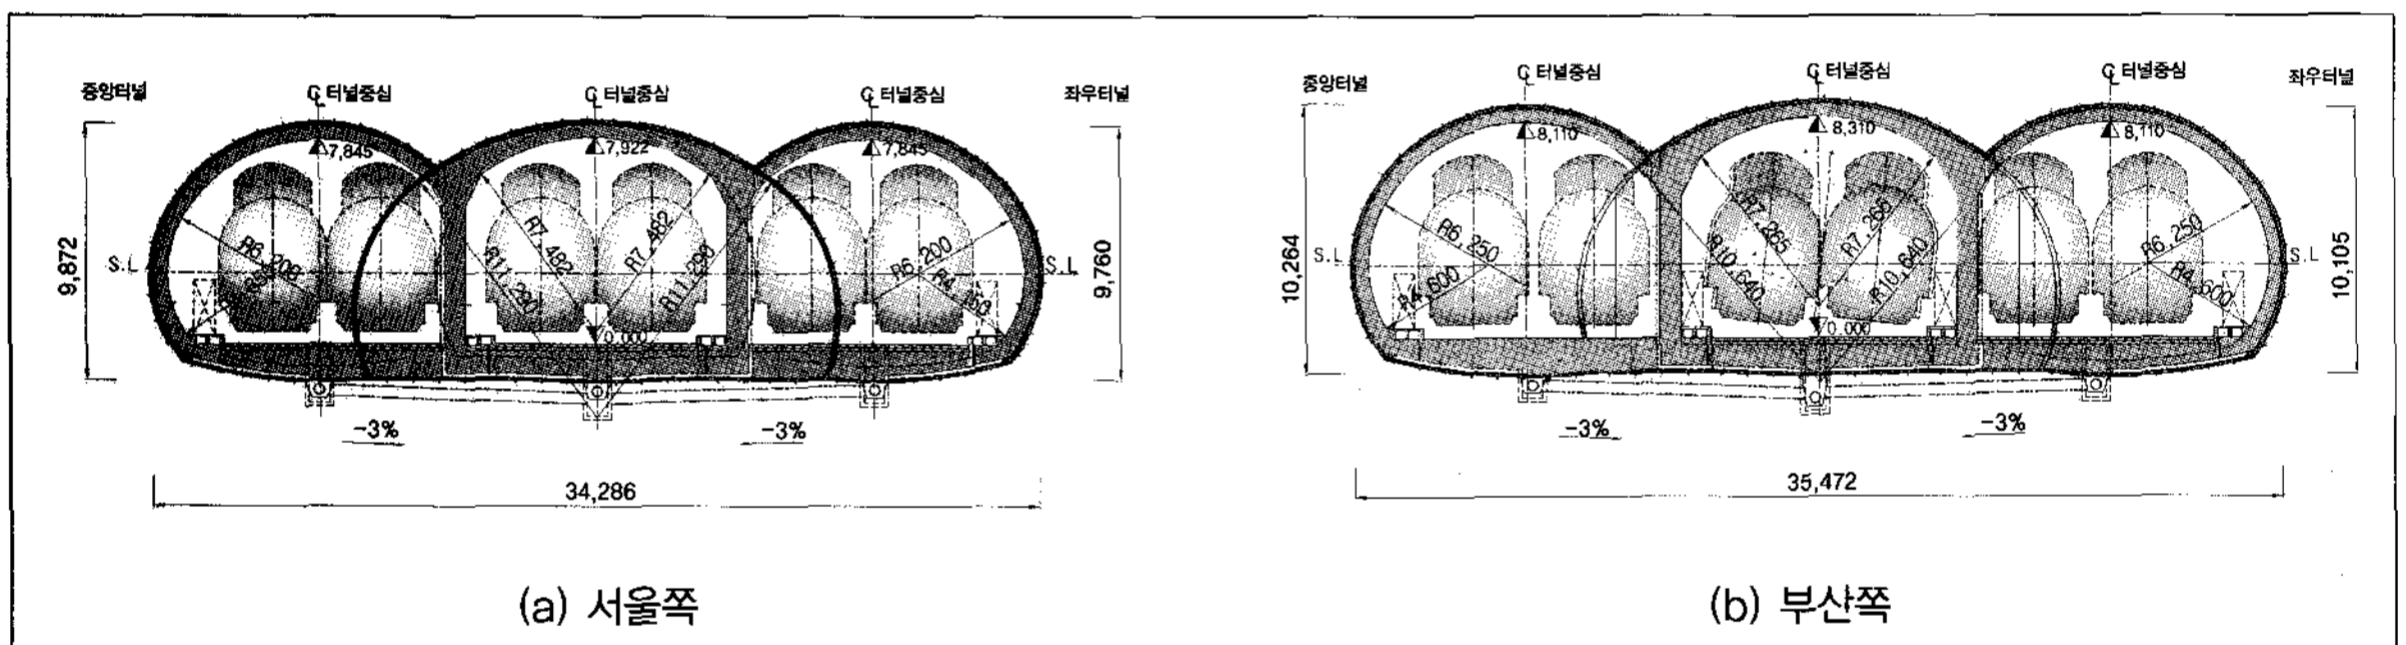 중앙터널
℄ 터널중심
℄ 터널중심
℄ 터널중심
좌우터널
7,845
7,922
7,845
9,872
S.L
R6,200
R7,482
R7,482
R11,290
R11,290
R6,200
R4,150
S.L
9,760
0.000
-3%
-3%
34,286
(a) 서울쪽
중앙터널
℄ 터널중심
℄ 터널중심
℄ 터널중심
좌우터널
8,110
8,310
8,110
10,264
S.L
R6,250
R4,600
R7,265
R7,265
R10,640
R10,640
R6,250
R4,600
S.L
10,105
0.000
-3%
-3%
35,472
(b) 부산쪽